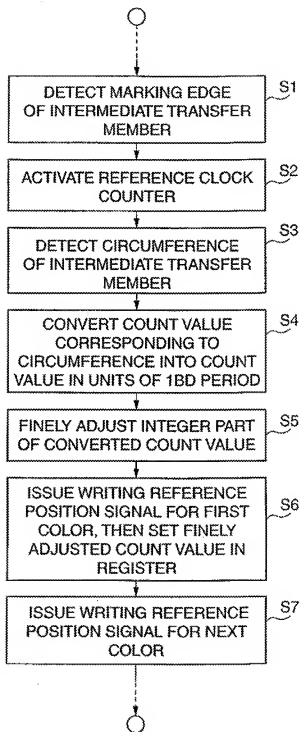 S1
DETECT MARKING EDGE
OF INTERMEDIATE TRANSFER
MEMBER
S2
ACTIVATE REFERENCE CLOCK
COUNTER
S3
DETECT CIRCUMFERENCE
OF INTERMEDIATE TRANSFER
MEMBER
S4
CONVERT COUNT VALUE
CORRESPONDING TO
CIRCUMFERENCE INTO COUNT
VALUE IN UNITS OF 1BD PERIOD
S5
FINELY ADJUST INTEGER PART
OF CONVERTED COUNT VALUE
S6
ISSUE WRITING REFERENCE
POSITION SIGNAL FOR FIRST
COLOR, THEN SET FINELY
ADJUSTED COUNT VALUE IN
REGISTER
S7
ISSUE WRITING REFERENCE
POSITION SIGNAL FOR NEXT
COLOR